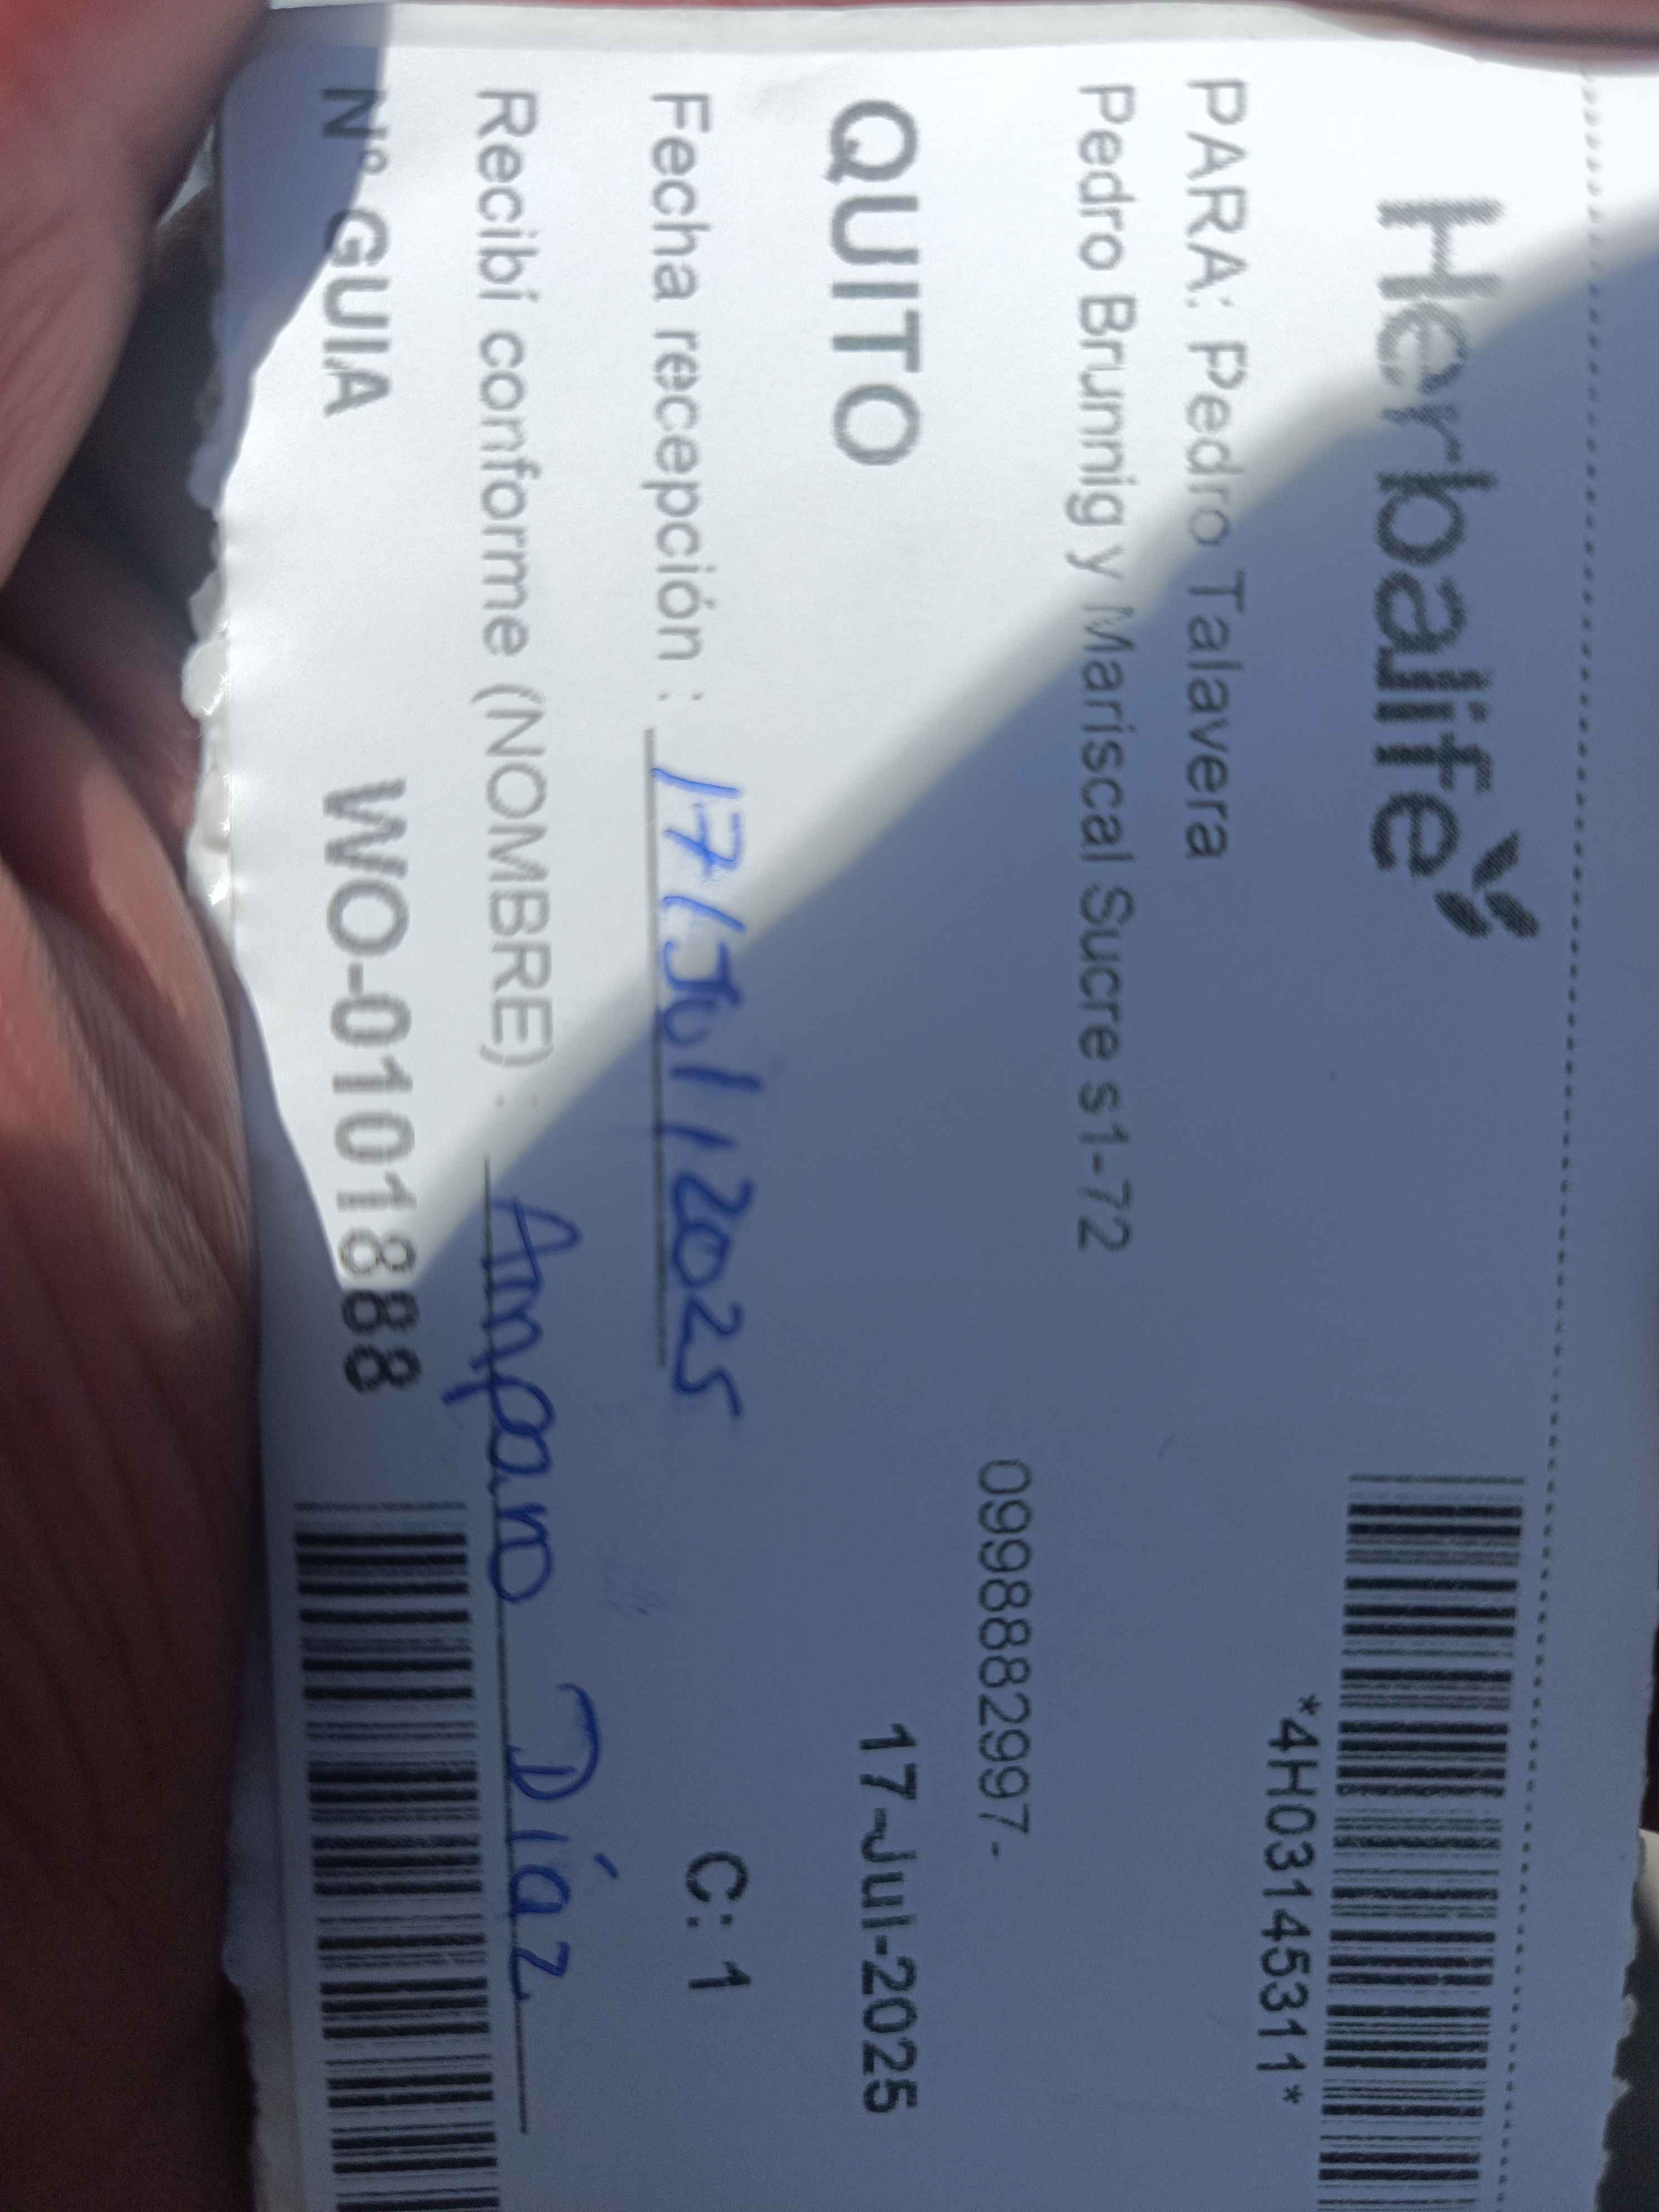 Herbalife
*4H03145311*
PARA: Pedro Talavera
Pedro Brunnig y Mariscal Sucre s1-72
0998882997-
QUITO 17-Jul-2025
Fecha recepción : 17/Jul/2025 C: 1
Recibí conforme (NOMBRE) : Amparo Díaz
Nº GUIA WO-0101888